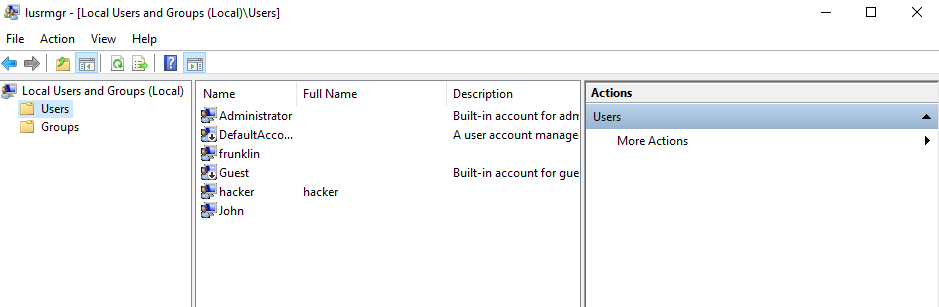 lusrmgr - [Local Users and Groups (Local)\Users]
File Action View Help
Local Users and Groups (Local)
Users
Groups
Name Full Name Description
Administrator Built-in account for adm
DefaultAcco... A user account manage
frunklin
Guest Built-in account for gue
hacker hacker
John
Actions
Users
More Actions